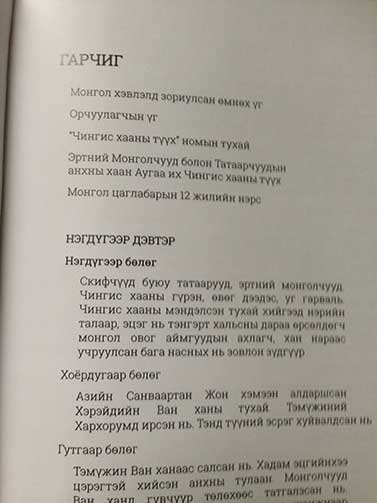 ГАРЧИГ
Монгол хэвлэлд зориулсан өмнөх үг
Орчуулагчын үг
"Чингис хааны түүх" номын тухай
Эртний Монголчууд болон Татаарчуудын
анхны хаан Аугаа их Чингис хааны түүх
Монгол цаглабарын 12 жилийн нэрс
НЭГДҮГЭЭР ДЭВТЭР
Нэгдүгээр бөлөг
Скифчүүд буюу татаарууд, эртний монголчууд
Чингис хааны гүрэн, өвөг дээдэс, уг гарваль.
Чингис хааны мэндэлсэн тухай хийгээд нэрийн
талаар, эцэг нь тэнгэрт хальсны дараа өрсөлдөгч
монгол овог аймгуудын ахлагч, хан нараас
учруулсан бага насных нь зовлон зүдгүүр
Хоёрдугаар бөлөг
Азийн Санваартан Жон хэмээн алдаршсан
Хэрэйдийн Ван ханы тухай. Тэмүжиний
Хархорумд ирсэн нь. Тэнд түүний эсрэг хуйвалдсан нь
Гутгаар бөлөг
Тэмүжин Ван ханаас салсан нь. Хадам эцгийнхээ
цэрэгтэй хийсэн анхны тулаан. Монголчууд
Ван ханд гувчуур төлөхөөс татгалзсан нь.